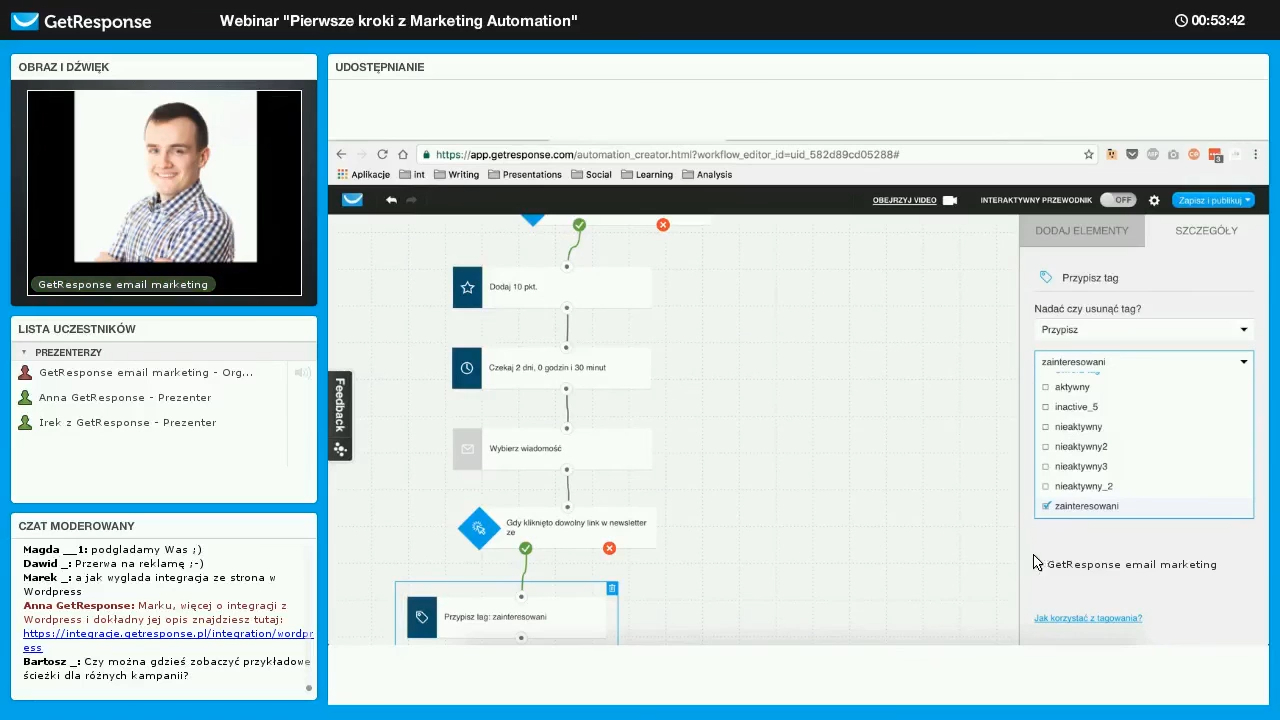 GetResponse
Webinar "Pierwsze kroki z Marketing Automation"
00:53:42
OBRAZ I DŹWIĘK
GetResponse email marketing
LISTA UCZESTNIKÓW
PREZENTERZY
GetResponse email marketing - Org...
Anna GetResponse - Prezenter
Irek z GetResponse - Prezenter
CZAT MODEROWANY
Magda __1: podgladamy Was ;)
Dawid _: Przerwa na reklamę ;-)
Marek _: a jak wyglada integracja ze strona w
Wordpress
Anna GetResponse: Marku, więcej o integracji z
Wordpress i dokładny jej opis znajdziesz tutaj:
https://integracje.getresponse.pl/integration/wordpr
ess
Bartosz _: Czy można gdzieś zobaczyć przykładowe
ścieżki dla różnych kampanii?
UDOSTĘPNIANIE
https://app.getresponse.com/automation_creator.html?workflow_editor_id=uid_582d89cd05288#
Aplikacje
int
Writing
Presentations
Social
Learning
Analysis
OBEJRZYJ VIDEO
INTERAKTYWNY PRZEWODNIK
OFF
Zapisz i publikuj
Dodaj 10 pkt.
Czekaj 2 dni, 0 godzin i 30 minut
Wybierz wiadomość
Gdy kliknięto dowolny link w newsletter
ze
Przypisz tag: zainteresowani
Feedback
DODAJ ELEMENTY
SZCZEGÓŁY
Przypisz tag
Nadać czy usunąć tag?
Przypisz
zainteresowani
aktywny
inactive_5
nieaktywny
nieaktywny2
nieaktywny3
nieaktywny_2
zainteresowani
GetResponse email marketing
Jak korzystać z tagowania?